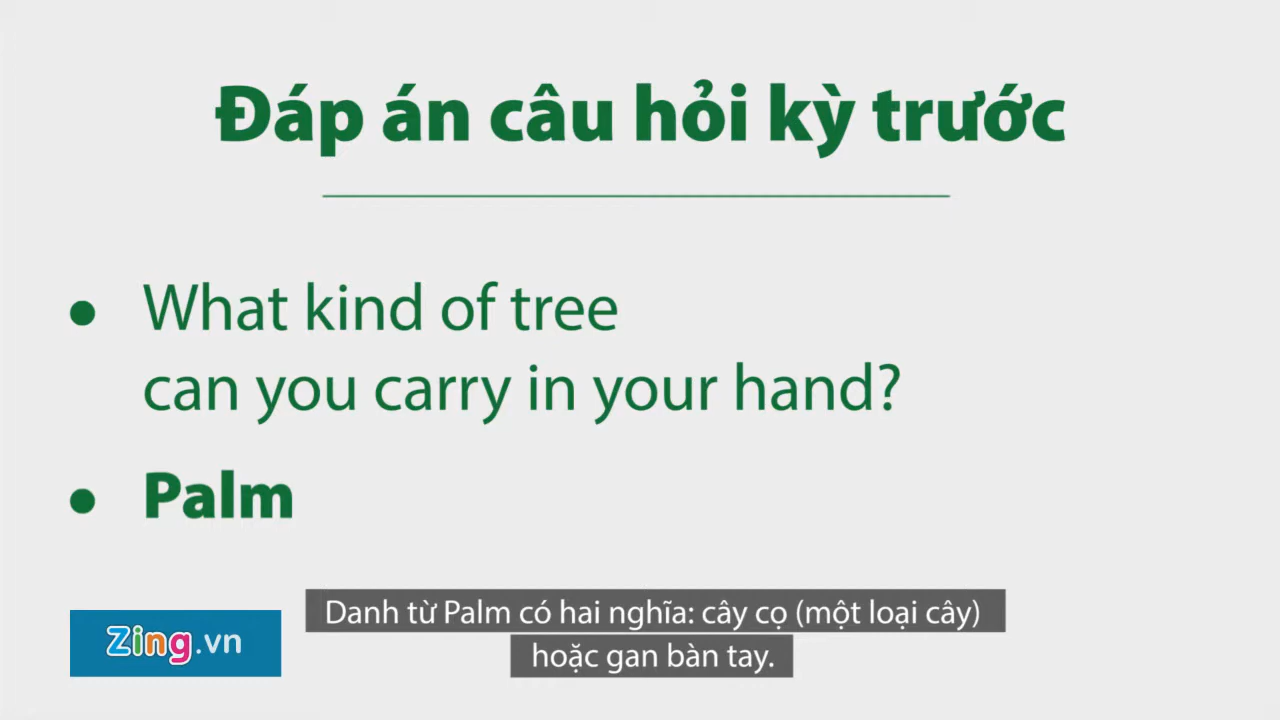 Đáp án câu hỏi kỳ trước
• What kind of tree
can you carry in your hand?
• Palm
Danh từ Palm có hai nghĩa: cây cọ (một loại cây)
hoặc gan bàn tay.
Zing.vn